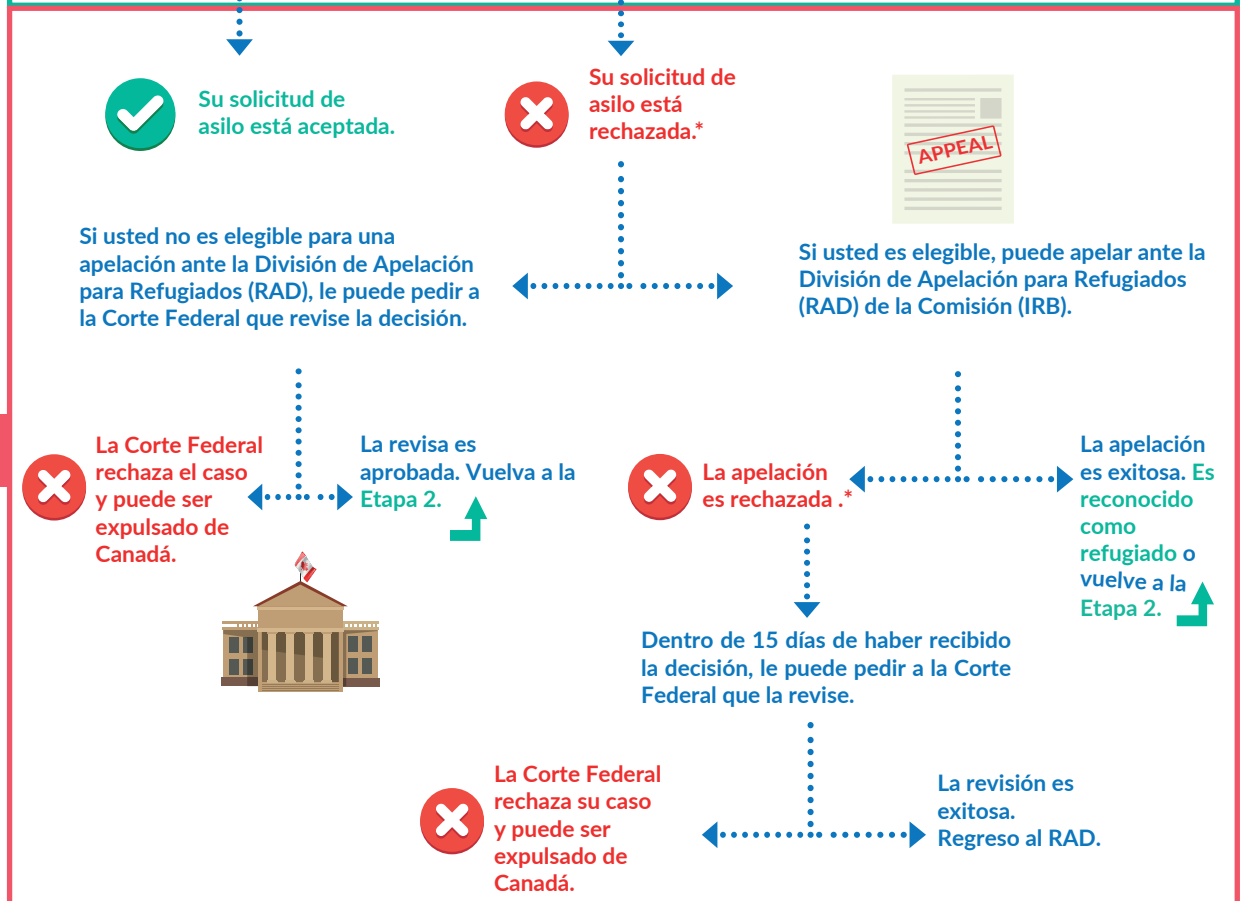 Su solicitud de
asilo está aceptada.
Su solicitud de
asilo está
rechazada.*
APPEAL
Si usted no es elegible para una
apelación ante la División de Apelación
para Refugiados (RAD), le puede pedir a
la Corte Federal que revise la decisión.
Si usted es elegible, puede apelar ante la
División de Apelación para Refugiados
(RAD) de la Comisión (IRB).
La Corte Federal
rechaza el caso
y puede ser
expulsado de
Canadá.
La revisa es
aprobada. Vuelva a la
Etapa 2.
La apelación
es rechazada .*
La apelación
es exitosa. Es
reconocido
como
refugiado o
vuelve a la
Etapa 2.
Dentro de 15 días de haber recibido
la decisión, le puede pedir a la Corte
Federal que la revise.
La Corte Federal
rechaza su caso
y puede ser
expulsado de
Canadá.
La revisión es
exitosa.
Regreso al RAD.